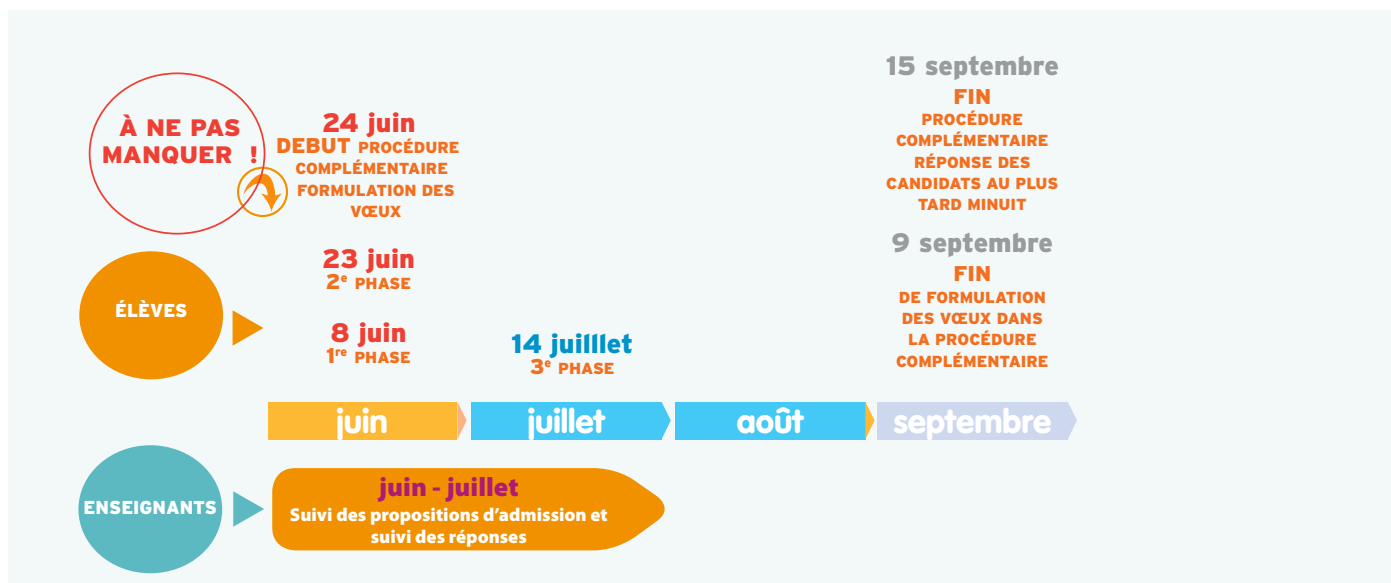 À NE PAS
MANQUER !
24 juin
DEBUT PROCÉDURE
COMPLÉMENTAIRE
FORMULATION DES
VŒUX
15 septembre
FIN
PROCÉDURE
COMPLÉMENTAIRE
RÉPONSE DES
CANDIDATS AU PLUS
TARD MINUIT
ÉLÈVES
23 juin
2e PHASE
8 juin
1re PHASE
14 juilllet
3e PHASE
9 septembre
FIN
DE FORMULATION
DES VŒUX DANS
LA PROCÉDURE
COMPLÉMENTAIRE
juin
juillet
août
septembre
ENSEIGNANTS
juin - juillet
Suivi des propositions d’admission et
suivi des réponses